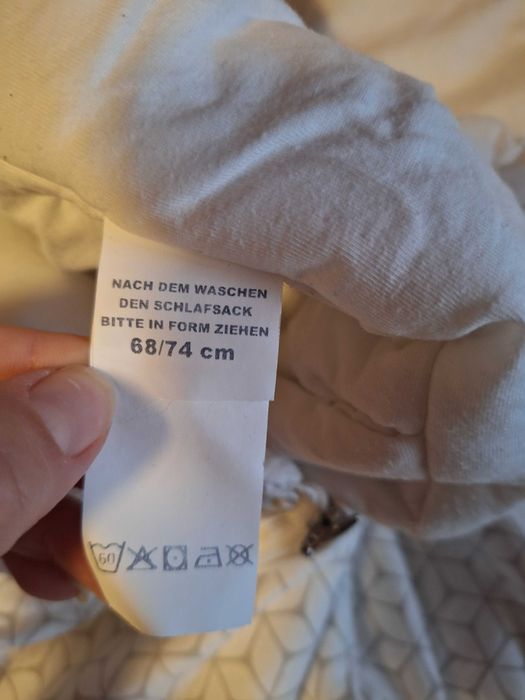 NACH DEM WASCHEN
DEN SCHLAFSACK
BITTE IN FORM ZIEHEN
68/74 cm
60